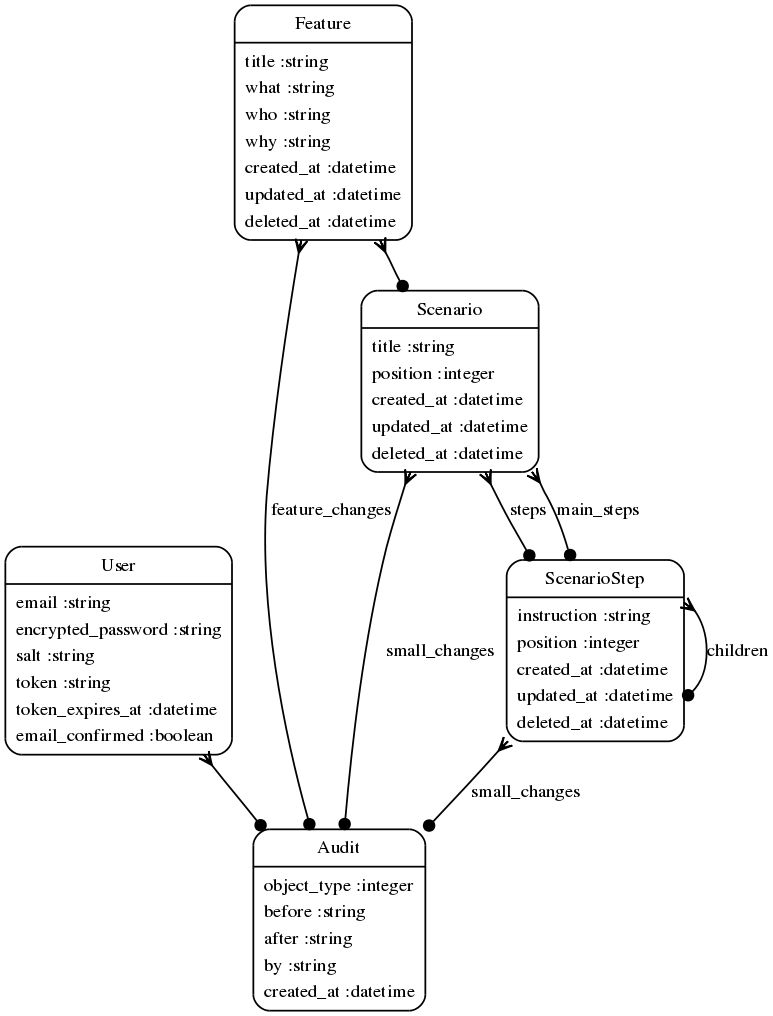 Feature
title :string
what :string
who :string
why :string
created_at :datetime
updated_at :datetime
deleted_at :datetime
Scenario
title :string
position :integer
created_at :datetime
updated_at :datetime
deleted_at :datetime
feature_changes
steps
main_steps
User
email :string
encrypted_password :string
salt :string
token :string
token_expires_at :datetime
email_confirmed :boolean
ScenarioStep
instruction :string
position :integer
created_at :datetime
updated_at :datetime
deleted_at :datetime
small_changes
children
small_changes
Audit
object_type :integer
before :string
after :string
by :string
created_at :datetime